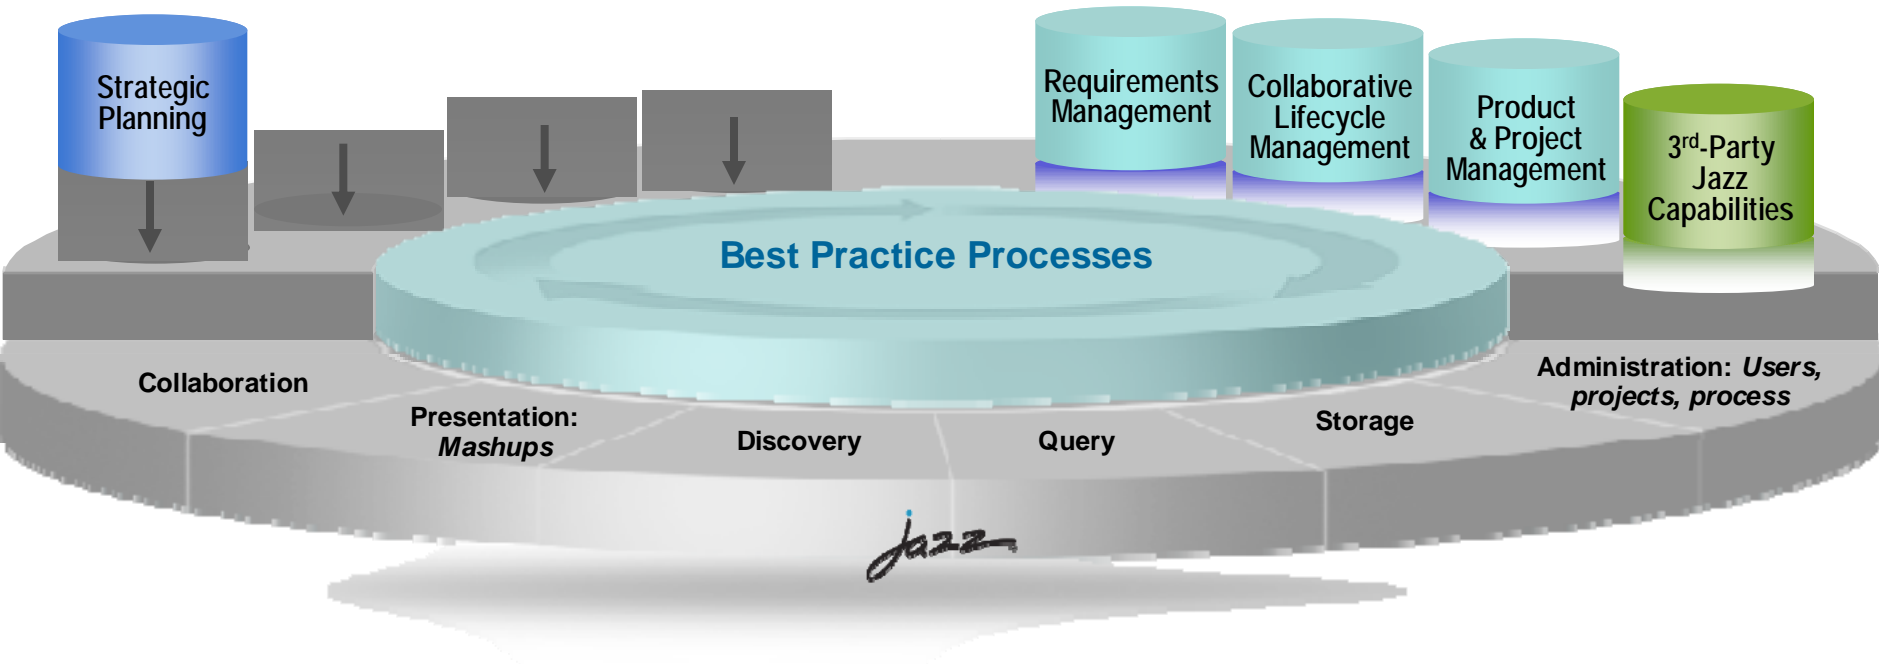 Strategic
Planning
Requirements
Management
Collaborative
Lifecycle
Management
Product
& Project
Management
3rd-Party
Jazz
Capabilities
Best Practice Processes
Collaboration
Presentation:
Mashups
Discovery
Query
Storage
Administration: Users,
projects, process
jazz